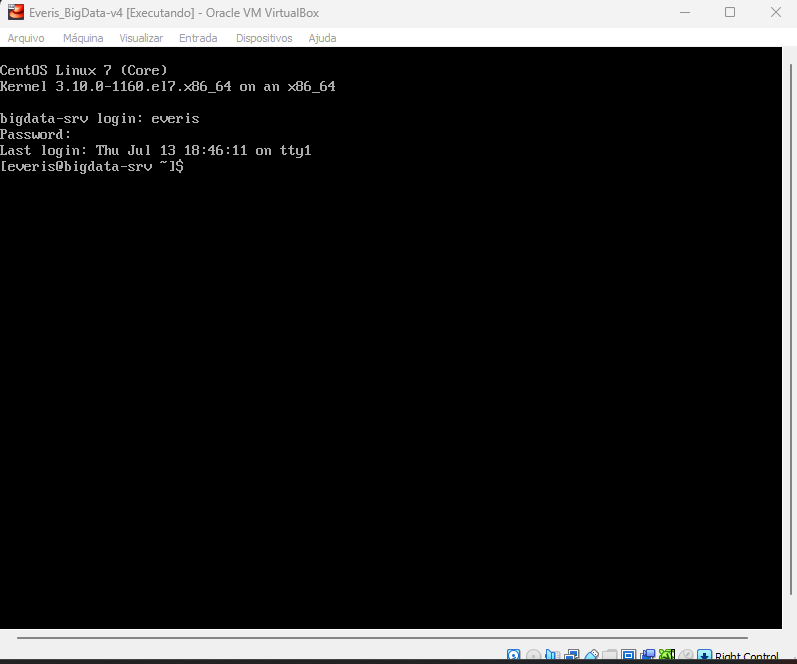 Everis_BigData-v4 [Executando] - Oracle VM VirtualBox
Arquivo Máquina Visualizar Entrada Dispositivos Ajuda
CentOS Linux 7 (Core)
Kernel 3.10.0-1160.el7.x86_64 on an x86_64
bigdata-srv login: everis
Password:
Last login: Thu Jul 13 18:46:11 on tty1
[everis@bigdata-srv ~]$
Right Control